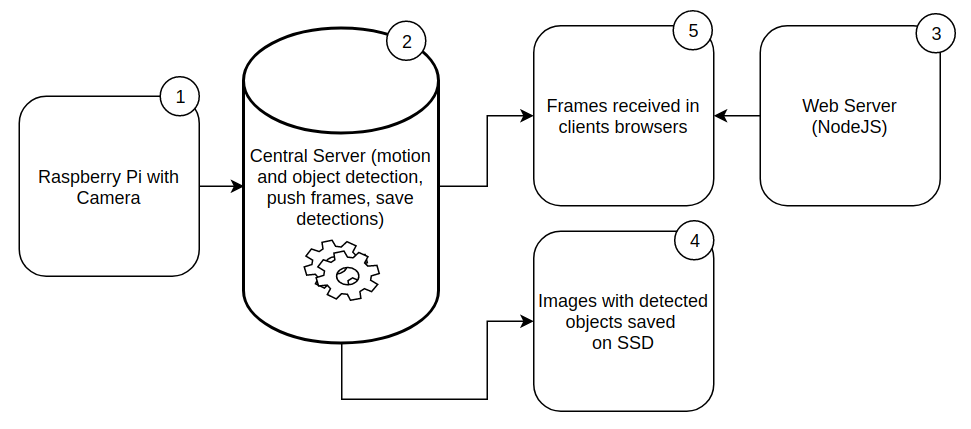 1
Raspberry Pi with
Camera
2
Central Server (motion
and object detection,
push frames, save
detections)
5
Frames received in
clients browsers
3
Web Server
(NodeJS)
4
Images with detected
objects saved
on SSD